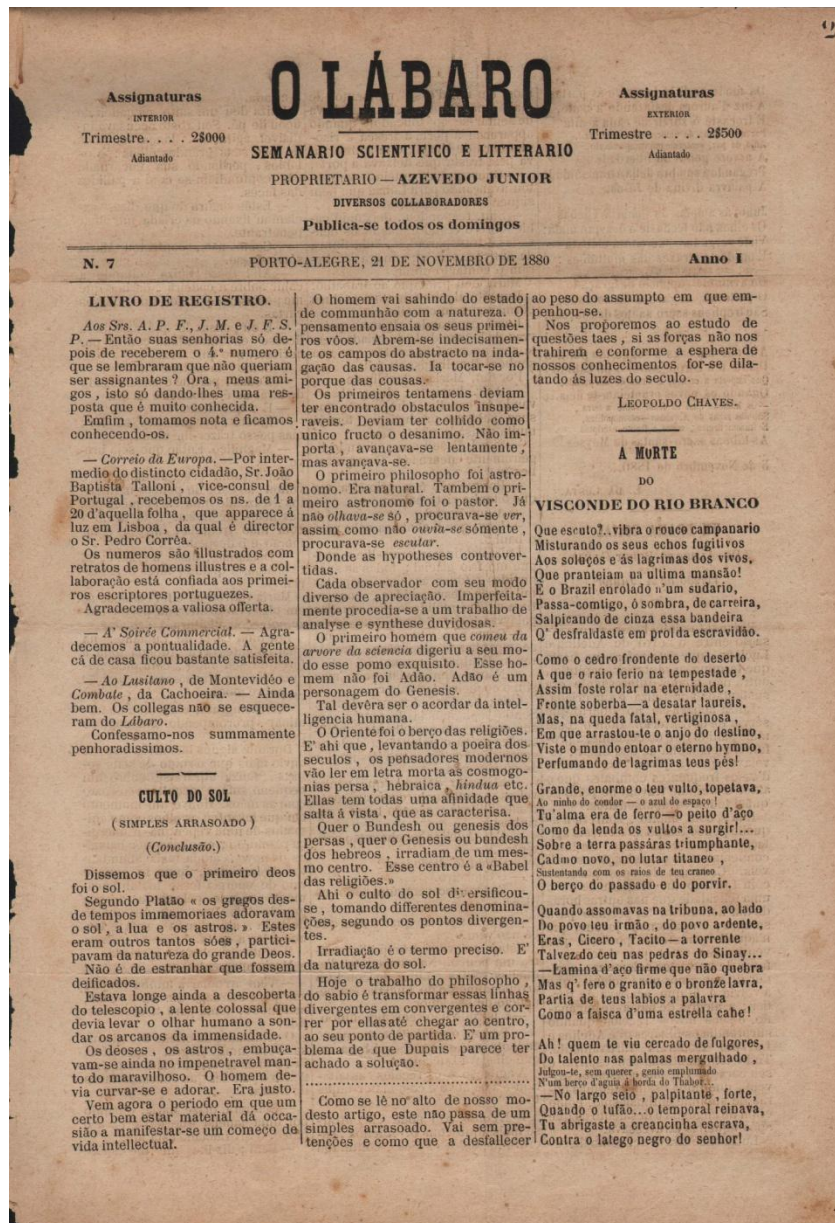 Assignaturas
INTERIOR
Trimestre. . . . 2$000
Adiantado
O LÁBARO
SEMANARIO SCIENTIFICO E LITTERARIO
PROPRIETARIO — AZEVEDO JUNIOR
DIVERSOS COLLABORADORES
Publica-se todos os domingos
Assignaturas
EXTERIOR
Trimestre . . . . 2$500
Adiantado
N. 7
PORTO-ALEGRE, 21 DE NOVEMBRO DE 1880
Anno I
LIVRO DE REGISTRO.
Aos Srs. A. P. F., J. M. e J. F. S.
P. — Então suas senhorias só de-
pois de receberem o 4.º numero é
que se lembraram que não queriam
ser assignantes ? Ora , meus ami-
gos , isto só dando-lhes uma res-
posta que é muito conhecida.
Emfim , tomamos nota e ficamos
conhecendo-os.
— Correio da Europa. —Por inter-
medio do distincto cidadão, Sr. João
Baptista Talloni , vice-consul de
Portugal , recebemos os ns. de 1 a
20 d'aquella folha , que apparece á
luz em Lisboa , da qual é director
o Sr. Pedro Corrêa.
Os numeros são illustrados com
retratos de homens illustres e a col-
laboração está confiada aos primei-
ros escriptores portuguezes.
Agradecemos a valiosa offerta.
— A' Soirée Commercial. — Agra-
decemos a pontualidade. A gente
cá de casa ficou bastante satisfeita.
— Ao Lusitano , de Montevidéo e
Combate , da Cachoeira. — Ainda
bem. Os collegas não se esquece-
ram do Lábaro.
Confessamo-nos summamente
penhoradissimos.
CULTO DO SOL
( SIMPLES ARRASOADO )
(Conclusão.)
Dissemos que o primeiro deos
foi o sol.
Segundo Platão « os gregos des-
de tempos immemoriaes adoravam
o sol , a lua e os astros. » Estes
eram outros tantos sóes , partici-
pavam da natureza do grande Deos.
Não é de estranhar que fossem
deificados.
Estava longe ainda a descoberta
do telescopio , a lente colossal que
devia levar o olhar humano a son-
dar os arcanos da immensidade.
Os deoses , os astros , embuça-
vam-se ainda no impenetravel man-
to do maravilhoso. O homem de-
via curvar-se e adorar. Era justo.
Vem agora o periodo em que um
certo bem estar material dá occa-
sião a manifestar-se um começo de
vida intellectual.
O homem vai sahindo do estado
de communhão com a natureza. O
pensamento ensaia os seus primei-
ros vôos. Abrem-se indecisamen-
te os campos do abstracto na inda-
gação das causas. Ia tocar-se no
porque das cousas.
Os primeiros tentamens deviam
ter encontrado obstaculos insupe-
raveis. Deviam ter colhido como
unico fructo o desanimo. Não im-
porta , avançava-se lentamente ,
mas avançava-se.
O primeiro philosopho foi astro-
nomo. Era natural. Tambem o pri-
meiro astronomo foi o pastor. Já
não olhava-se só , procurava-se ver,
assim como não ouvia-se sómente ,
procurava-se escutar.
Donde as hypotheses controver-
tidas.
Cada observador com seu modo
diverso de apreciação. Imperfeita-
mente procedia-se a um trabalho de
analyse e synthese duvidosas.
O primeiro homem que comeu da
arvore da sciencia digeriu a seu mo-
do esse pomo exquisito. Esse ho-
mem não foi Adão. Adão é um
personagem do Genesis.
Tal devêra ser o acordar da intel-
ligencia humana.
O Oriente foi o berço das religiões.
E' ahi que , levantando a poeira dos
seculos , os pensadores modernos
vão ler em letra morta as cosmogo-
nias persa , hebraica , hindua etc.
Ellas tem todas uma afinidade que
salta á vista , que as caracterisa.
Quer o Bundesh ou genesis dos
persas , quer o Genesis ou bundesh
dos hebreos , irradiam de um mes-
mo centro. Esse centro é a «Babel
das religiões.»
Ahi o culto do sol diversificou-
se , tomando differentes denomina-
ções, segundo os pontos divergen-
tes.
Irradiação é o termo preciso. E'
da natureza do sol.
Hoje o trabalho do philosopho ,
do sabio é transformar essas linhas
divergentes em convergentes e cor-
rer por ellas até chegar ao centro,
ao seu ponto de partida. E' um pro-
blema de que Dupuis parece ter
achado a solução.
Como se lê no alto de nosso mo-
desto artigo, este não passa de um
simples arrasoado. Vai sem pre-
tenções e como que a desfallecer
ao peso do assumpto em que em-
penhou-se.
Nos proporemos ao estudo de
questões taes , si as forças não nos
trahirem e conforme a esphera de
nossos conhecimentos for-se dila-
tando ás luzes do seculo.
LEOPOLDO CHAVES.
A MORTE
DO
VISCONDE DO RIO BRANCO
Que escuto?..vibra o rouco campanario
Misturando os seus echos fugitivos
Aos soluços e ás lagrimas dos vivos,
Que pranteiam na ultima mansão!
E o Brazil enrolado n'um sudario,
Passa-comtigo, ó sombra, de carreira,
Salpicando de cinza essa bandeira
Q' desfraldaste em prol da escravidão.
Como o cedro frondente do deserto
A que o raio ferio na tempestade ,
Assim foste rolar na eternidade ,
Fronte soberba—a desatar laureis,
Mas, na queda fatal, vertiginosa ,
Em que arrastou-te o anjo do destino,
Viste o mundo entoar o eterno hymno,
Perfumando de lagrimas teus pés!
Grande, enorme o teu vulto, topetava,
Ao ninho do condor — o azul do espaço !
Tu'alma era de ferro—o peito d'aço
Como da lenda os vultos a surgir!...
Sobre a terra passáras triumphante,
Cadmo novo, no lutar titaneo ,
Sustentando com os raios de teu craneo
O berço do passado e do porvir.
Quando assomavas na tribuna, ao lado
Do povo teu irmão , do povo ardente,
Eras , Cicero , Tacito — a torrente
Talvez do ceu nas pedras do Sinay...
—Lamina d'aço firme que não quebra
Mas q' fere o granito e o bronze lavra,
Partia de teus labios a palavra
Como a faisca d'uma estrella cahe !
Ah ! quem te viu cercado de fulgores,
Do talento nas palmas mergulhado ,
Julgou-te, sem querer , genio emplumado
N'um berço d'aguia á borda do Thabor...
—No largo seio , palpitante , forte,
Quando o tufão...o temporal reinava,
Tu abrigaste a creancinha escrava,
Contra o latego negro do senhor!